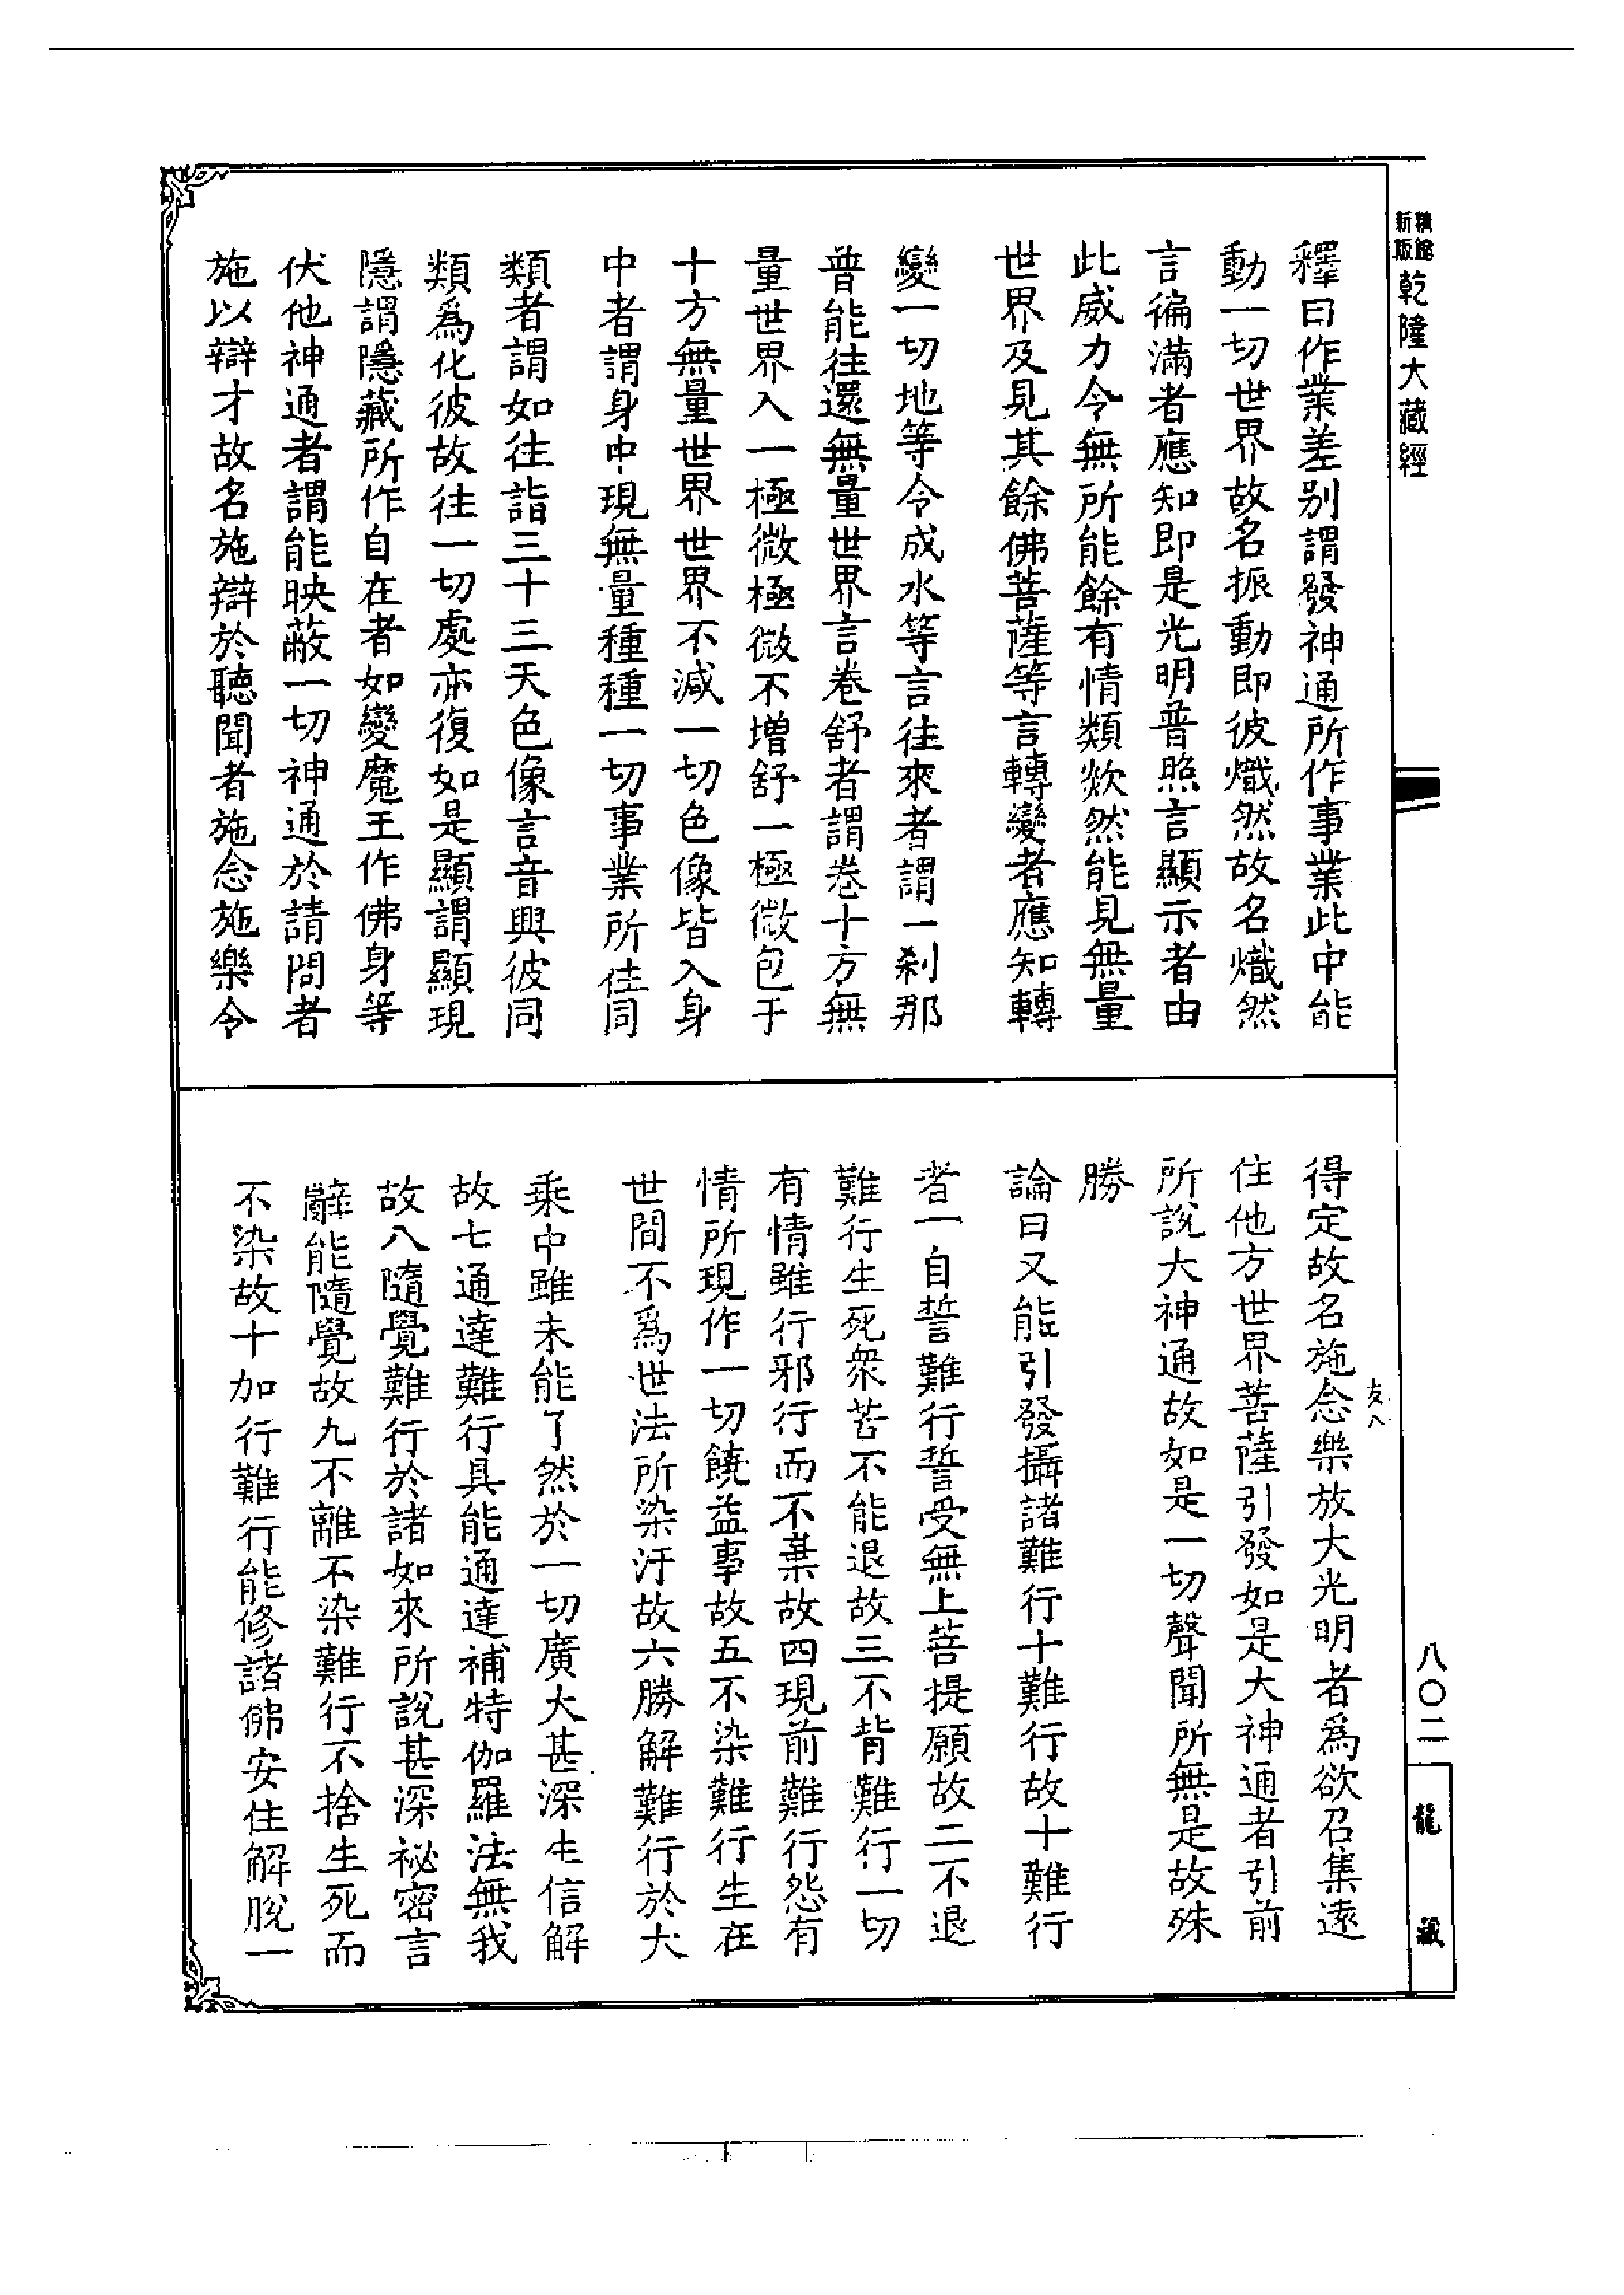 精縮新版乾隆大藏經
釋曰作業差別謂發神通所作事業此中能
動一切世界故名振動即彼熾然故名熾然
言徧滿者應知即是光明普照言顯示者由
此威力令無所能餘有情類欻然能見無量
世界及見其餘佛菩薩等言轉變者應知轉
變一切地等令成水等言往來者謂一刹那
普能往還無量世界言卷舒者謂卷十方無
量世界入一極微極微不增舒一極微包于
十方無量世界世界不減一切色像皆入身
中者謂身中現無量種種一切事業所往同
類者謂如往詣三十三天色像言音與彼同
類爲化彼故往一切處亦復如是顯謂顯現
隱謂隱藏所作自在者如變魔王作佛身等
伏他神通者謂能映蔽一切神通於請問者
施以辯才故名施辯於聽聞者施念施樂令
得定故名施念樂放大光明者爲欲召集遠
住他方世界菩薩引發如是大神通者引前
所說大神通故如是一切聲聞所無是故殊
勝
論曰又能引發攝諸難行十難行故十難行
者一自誓難行誓受無上菩提願故二不退
難行生死衆苦不能退故三不背難行一切
有情雖行邪行而不棄故四現前難行怨有
情所現作一切饒益事故五不染難行生在
世間不爲世法所染汙故六勝解難行於大
乘中雖未能了然於一切廣大甚深生信解
故七通達難行具能通達補特伽羅法無我
故八隨覺難行於諸如來所說甚深祕密言
辭能隨覺故九不離不染難行不捨生死而
不染故十加行難行能修諸佛安住解脫一
八〇二
龍藏